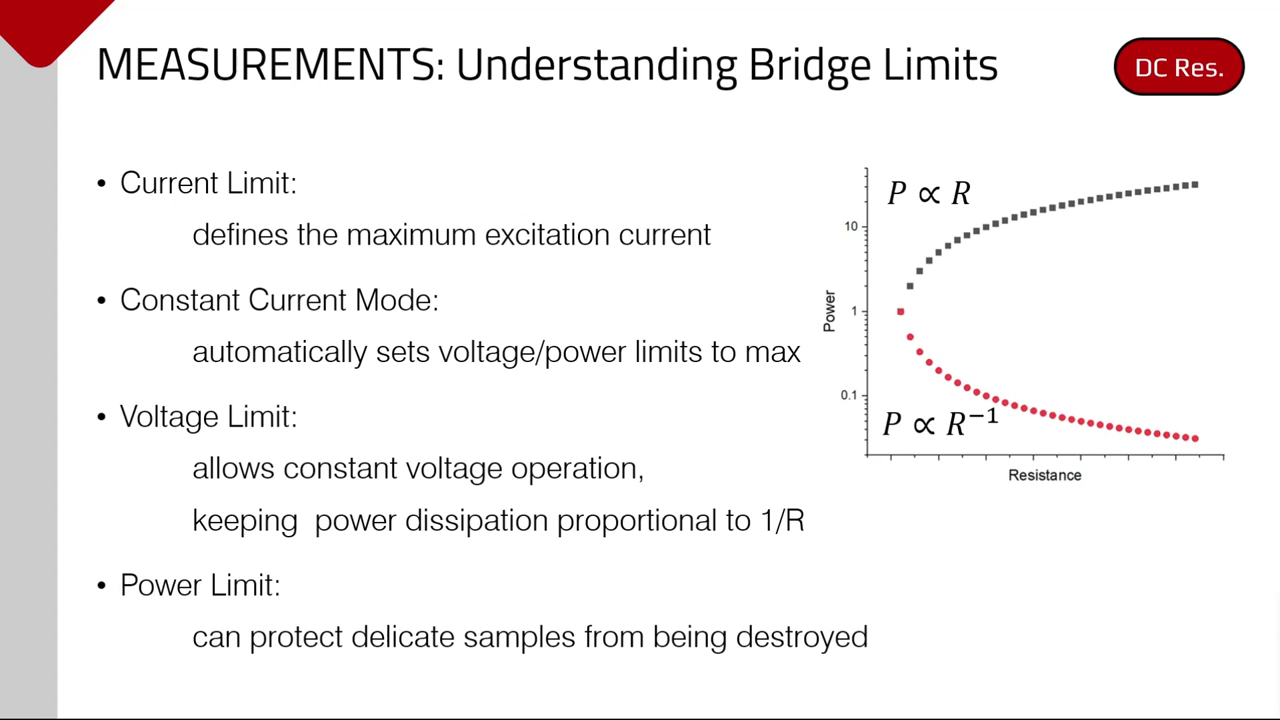 MEASUREMENTS: Understanding Bridge Limits
DC Res.
• Current Limit:
defines the maximum excitation current
• Constant Current Mode:
automatically sets voltage/power limits to max
• Voltage Limit:
allows constant voltage operation,
keeping power dissipation proportional to 1/R
• Power Limit:
can protect delicate samples from being destroyed
P ∝ R
10
Power
1
0.1
P ∝ R⁻¹
Resistance